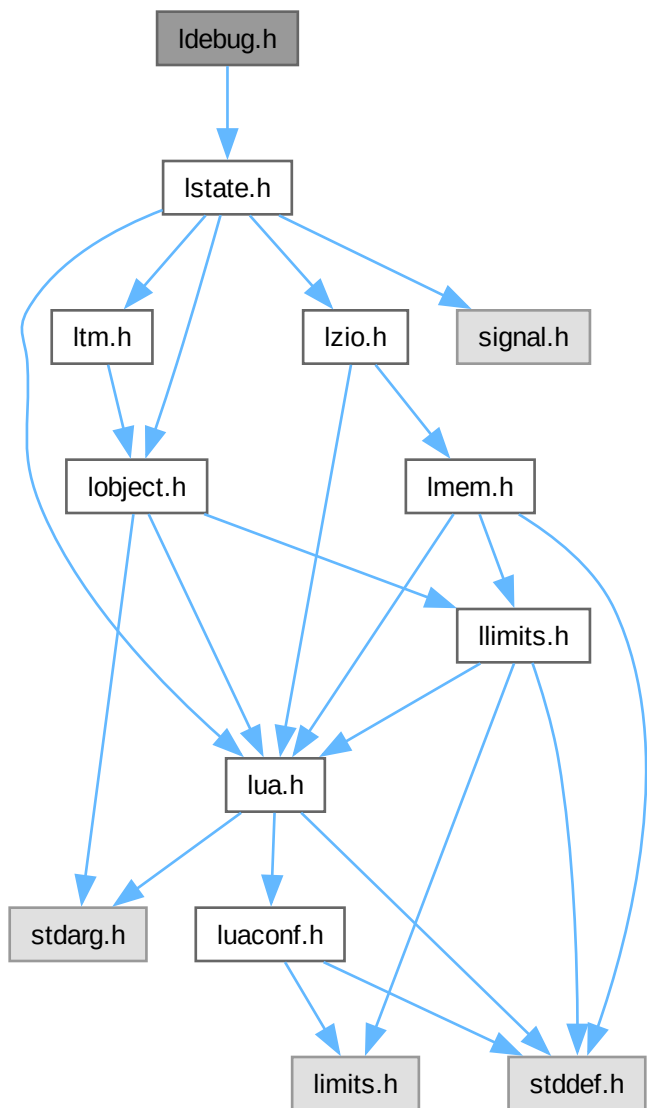 ldebug.h
lstate.h
ltm.h
lzio.h
signal.h
lobject.h
lmem.h
llimits.h
lua.h
stdarg.h
luaconf.h
limits.h
stddef.h